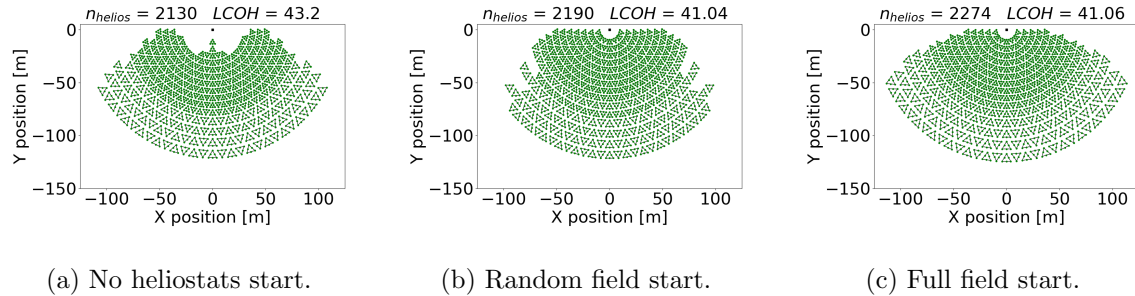 n_helios = 2130 LCOH = 43.2
n_helios = 2190 LCOH = 41.04
n_helios = 2274 LCOH = 41.06
0
−50
−100
−150
Y position [m]
−100 −50 0 50 100
X position [m]
0
−50
−100
−150
Y position [m]
−100 −50 0 50 100
X position [m]
0
−50
−100
−150
Y position [m]
−100 −50 0 50 100
X position [m]
(a) No heliostats start.
(b) Random field start.
(c) Full field start.